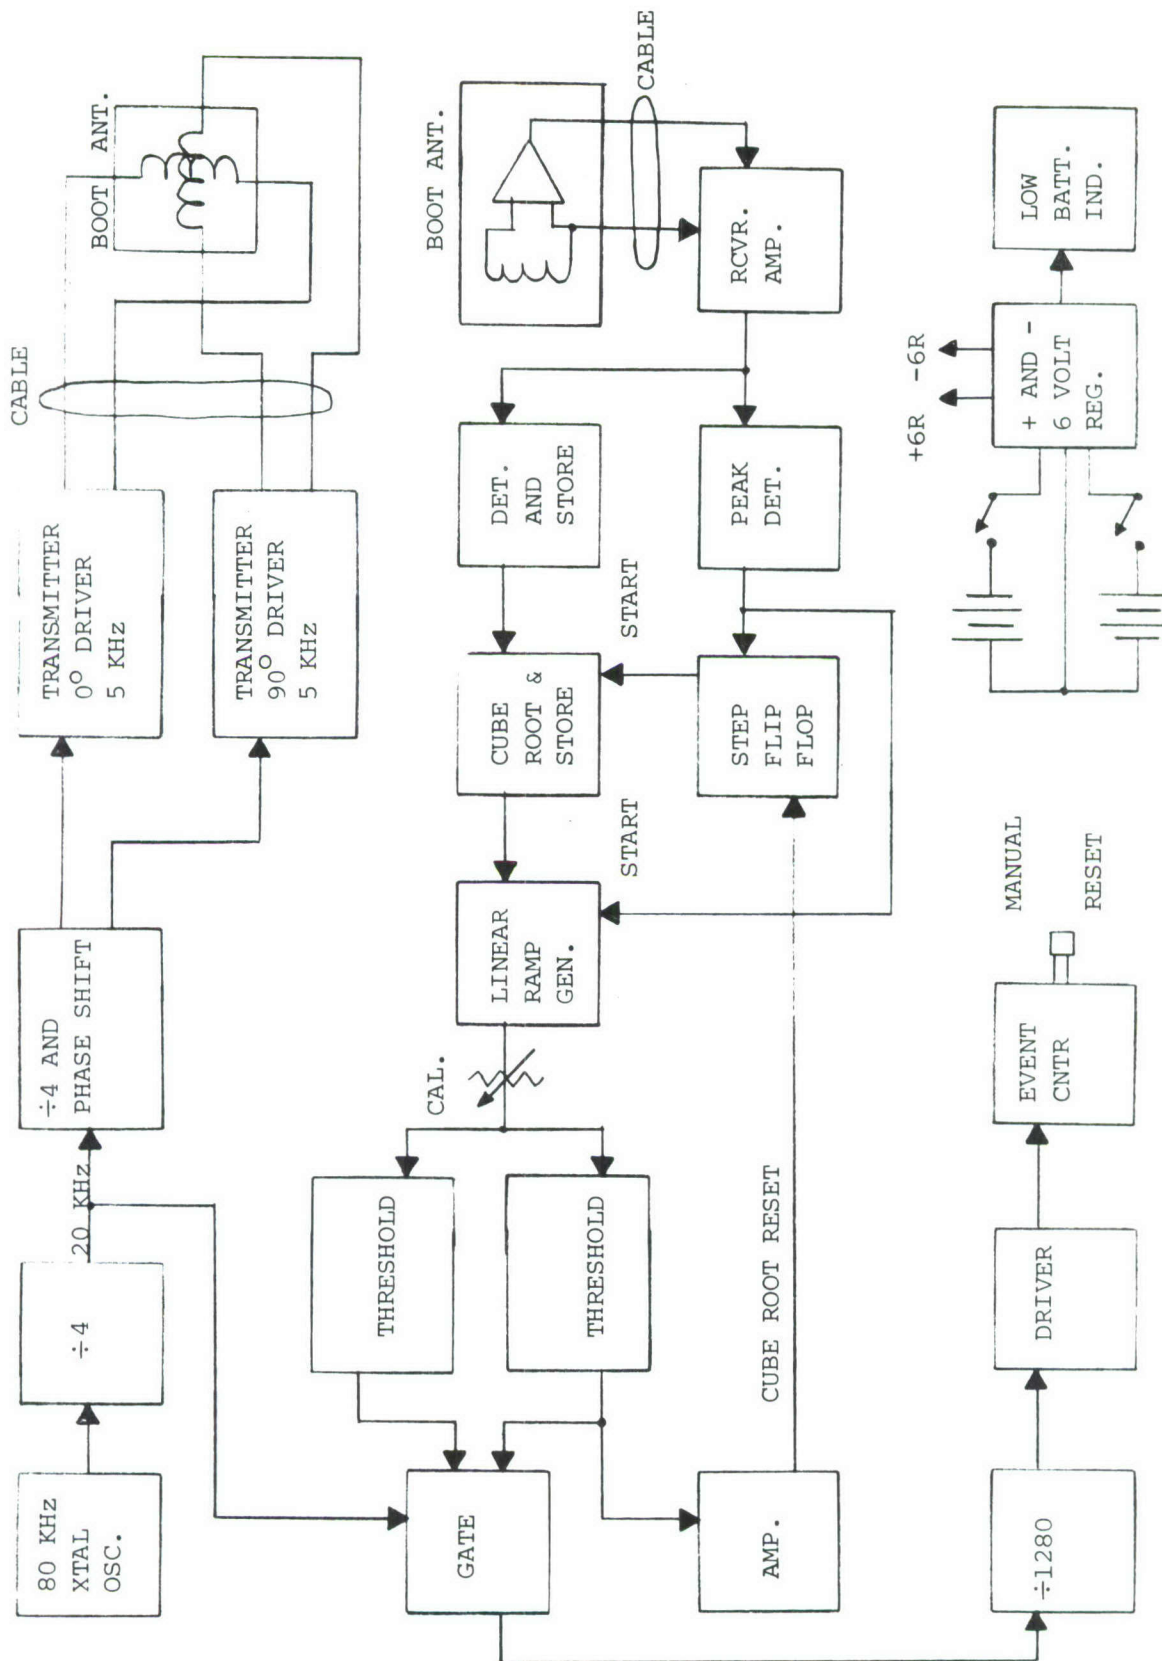 80 KHz
XTAL
OSC.
÷4
20 KHz
÷4 AND
PHASE SHIFT
TRANSMITTER
0° DRIVER
5 KHz
TRANSMITTER
90° DRIVER
5 KHz
CABLE
BOOT ANT.
GATE
THRESHOLD
THRESHOLD
CAL.
LINEAR
RAMP
GEN.
START
CUBE
ROOT &
STORE
START
DET.
AND
STORE
BOOT ANT.
CABLE
RCVR.
AMP.
PEAK
DET.
STEP
FLIP
FLOP
CUBE ROOT RESET
AMP.
÷1280
DRIVER
EVENT
CNTR
MANUAL
RESET
+6R -6R
+ AND -
6 VOLT
REG.
LOW
BATT.
IND.